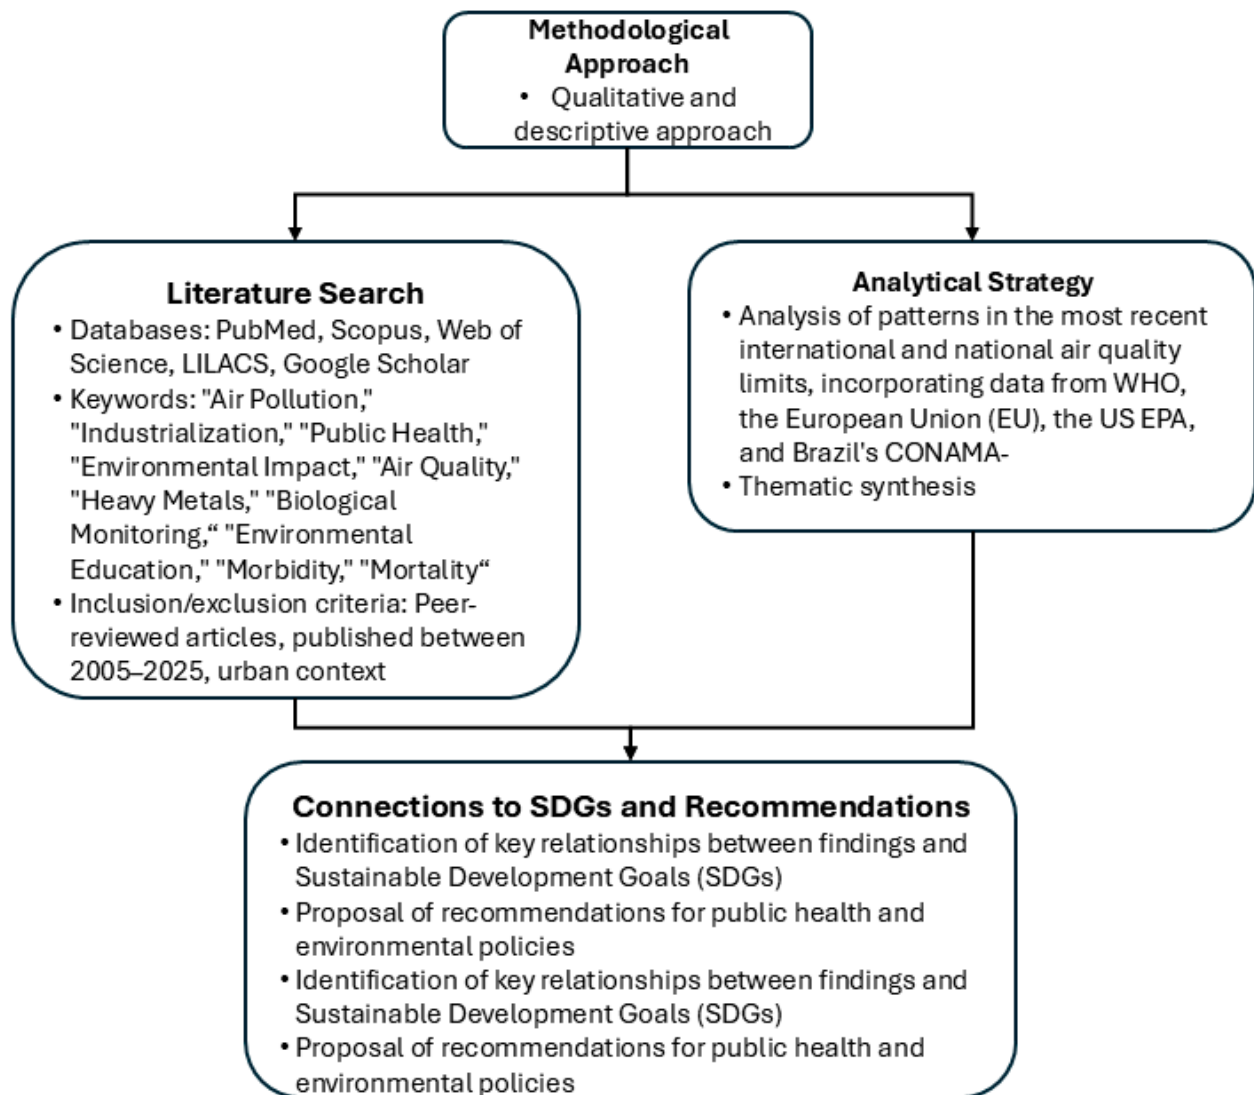 Methodological
Approach
• Qualitative and
descriptive approach
Literature Search
• Databases: PubMed, Scopus, Web of
Science, LILACS, Google Scholar
• Keywords: "Air Pollution,"
"Industrialization," "Public Health,"
"Environmental Impact," "Air Quality,"
"Heavy Metals," "Biological
Monitoring,“ "Environmental
Education," "Morbidity," "Mortality“
• Inclusion/exclusion criteria: Peer-
reviewed articles, published between
2005–2025, urban context
Analytical Strategy
• Analysis of patterns in the most recent
international and national air quality
limits, incorporating data from WHO,
the European Union (EU), the US EPA,
and Brazil's CONAMA-
• Thematic synthesis
Connections to SDGs and Recommendations
• Identification of key relationships between findings and
Sustainable Development Goals (SDGs)
• Proposal of recommendations for public health and
environmental policies
• Identification of key relationships between findings and
Sustainable Development Goals (SDGs)
• Proposal of recommendations for public health and
environmental policies